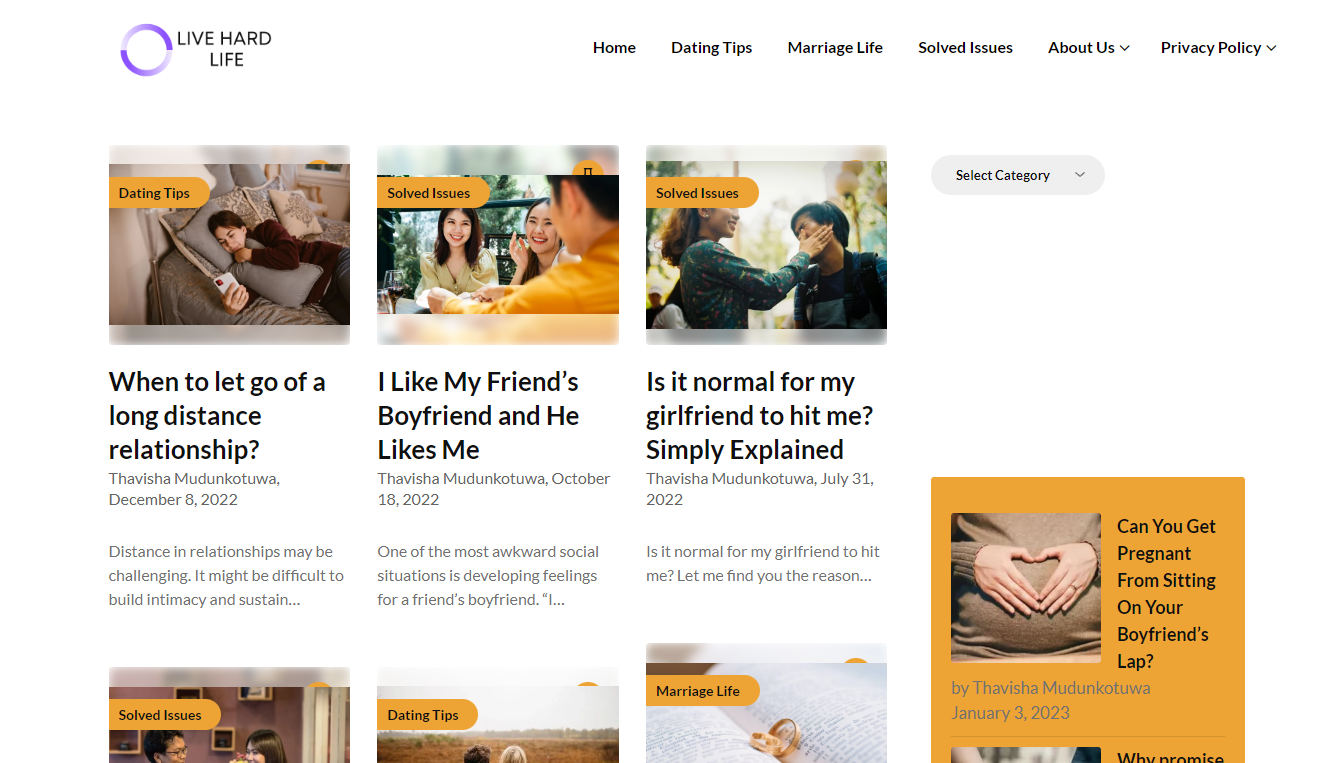 LIVE HARD
LIFE
Home
Dating Tips
Marriage Life
Solved Issues
About Us
Privacy Policy
Dating Tips
When to let go of a
long distance
relationship?
Thavisha Mudunkotuwa,
December 8, 2022
Distance in relationships may be
challenging. It might be difficult to
build intimacy and sustain...
Solved Issues
I Like My Friend’s
Boyfriend and He
Likes Me
Thavisha Mudunkotuwa, October
18, 2022
One of the most awkward social
situations is developing feelings
for a friend’s boyfriend. “I...
Solved Issues
Is it normal for my
girlfriend to hit me?
Simply Explained
Thavisha Mudunkotuwa, July 31,
2022
Is it normal for my girlfriend to hit
me? Let me find you the reason...
Solved Issues
Dating Tips
Marriage Life
Select Category
Can You Get
Pregnant
From Sitting
On Your
Boyfriend’s
Lap?
by Thavisha Mudunkotuwa
January 3, 2023
Why promise